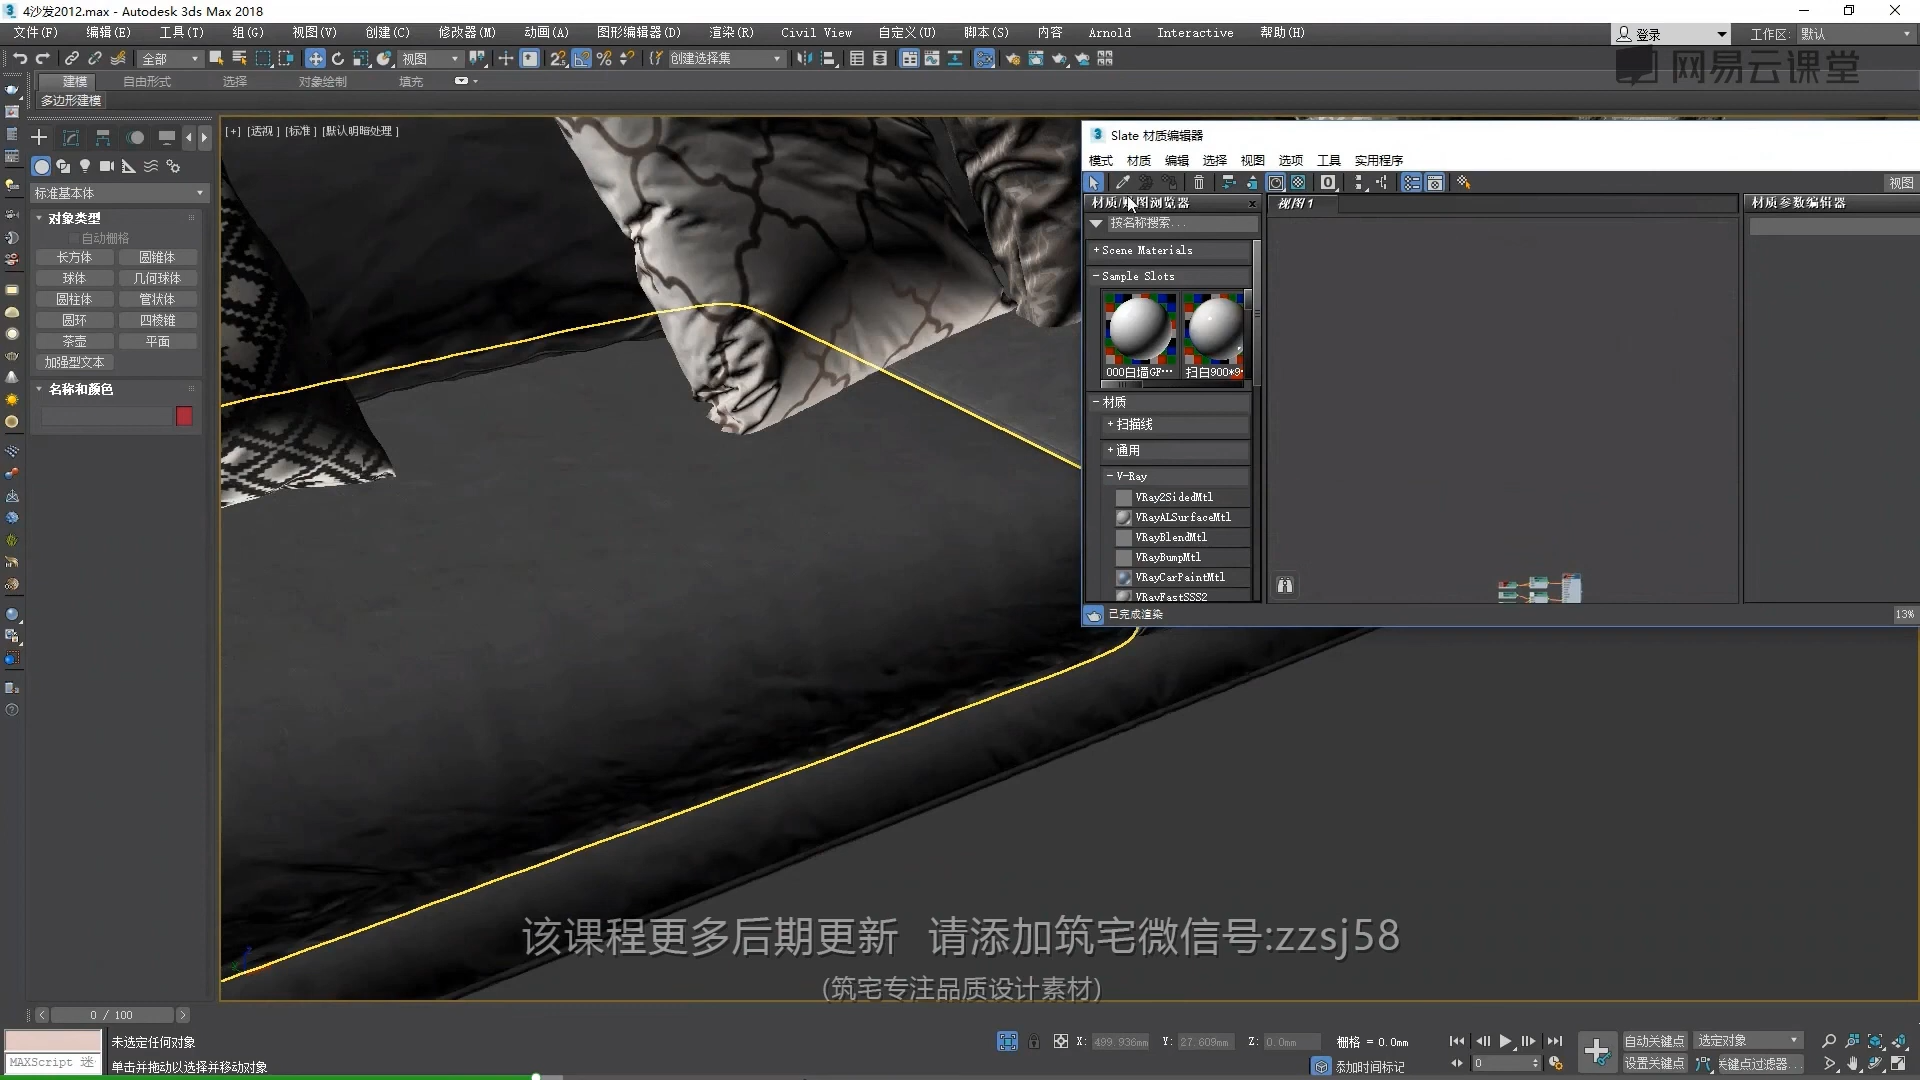 4沙发2012.max - Autodesk 3ds Max 2018
文件(F) 编辑(E) 工具(T) 组(G) 视图(V) 创建(C) 修改器(M) 动画(A) 图形编辑器(D) 渲染(R) Civil View 自定义(U) 脚本(S) 内容 Arnold Interactive 帮助(H) 登录 工作区: 默认
全部 视图 创建选择集
网易云课堂
建模 自由形式 选择 对象绘制 填充
多边形建模
[+] [透视] [标准] [默认明暗处理]
标准基本体
对象类型
自动栅格
长方体 圆锥体
球体 几何球体
圆柱体 管状体
圆环 四棱锥
茶壶 平面
加强型文本
名称和颜色
Slate 材质编辑器
模式 材质 编辑 选择 视图 选项 工具 实用程序
视图
材质/贴图浏览器 视图1 材质参数编辑器
按名称搜索...
+ Scene Materials
- Sample Slots
000白墙GF... 扫白900*9
- 材质
+ 扫描线
+ 通用
- V-Ray
VRay2SidedMtl
VRayALSurfaceMtl
VRayBlendMtl
VRayBumpMtl
VRayCarPaintMtl
VRayFastSSS2
已完成渲染 13%
该课程更多后期更新 请添加筑宅微信号:zzsj58
(筑宅专注品质设计素材)
0 / 100
未选定任何对象 X: 499.936mm Y: 27.609mm Z: 0.0mm 栅格 = 0.0mm 自动关键点 选定对象
MAXScript 迷 单击并拖动以选择并移动对象 添加时间标记 0 设置关键点 关键点过滤器...